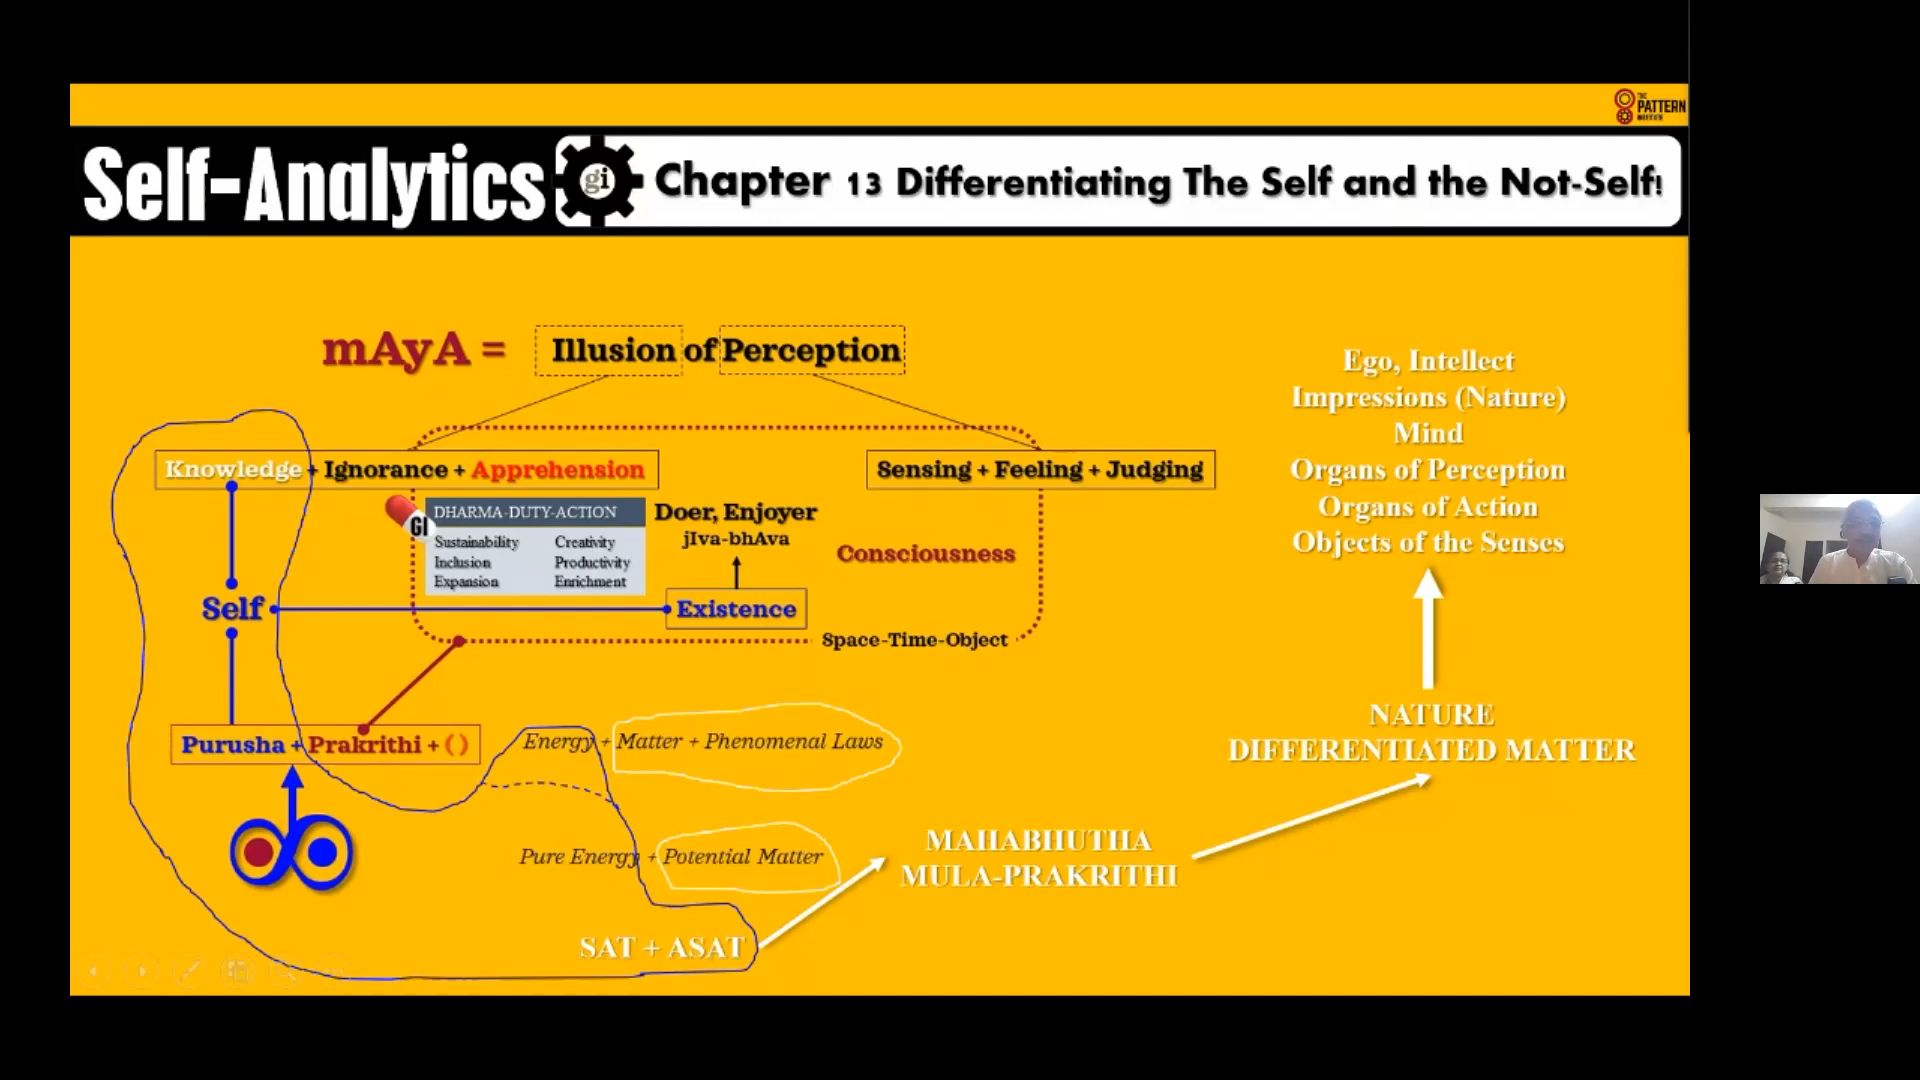 THE
PATTERN
INSTITUTE
Self-Analytics
gi
Chapter 13 Differentiating The Self and the Not-Self!
mAyA = Illusion of Perception
Knowledge + Ignorance + Apprehension
Sensing + Feeling + Judging
GI
DHARMA-DUTY-ACTION
Sustainability Creativity
Inclusion Productivity
Expansion Enrichment
Doer, Enjoyer
jIva-bhAva
Consciousness
Self
Existence
Space-Time-Object
Purusha + Prakrithi + ( )
Energy + Matter + Phenomenal Laws
Pure Energy + Potential Matter
SAT + ASAT
MAHABHUTHA
MULA-PRAKRITHI
Ego, Intellect
Impressions (Nature)
Mind
Organs of Perception
Organs of Action
Objects of the Senses
NATURE
DIFFERENTIATED MATTER